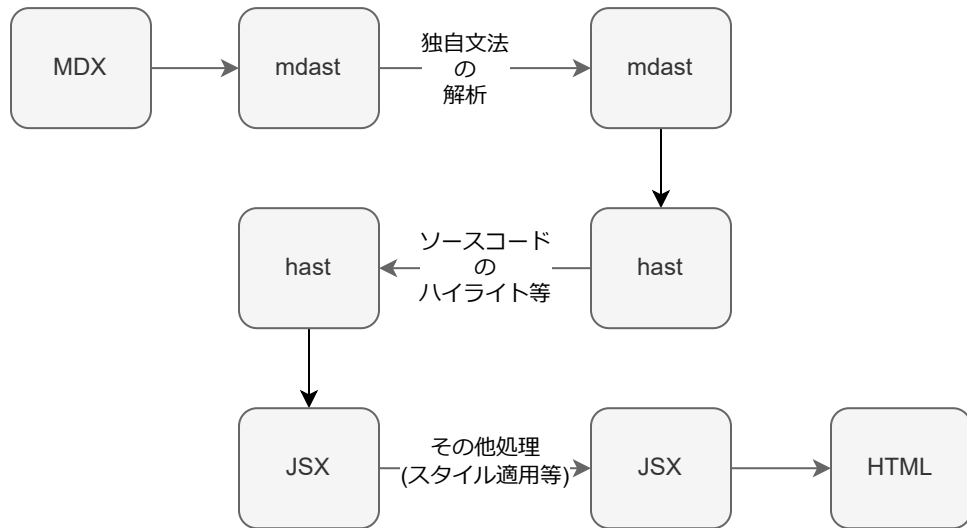 MDX
mdast
独自文法
の
解析
mdast
hast
ソースコード
の
ハイライト等
hast
JSX
その他処理
(スタイル適用等)
JSX
HTML